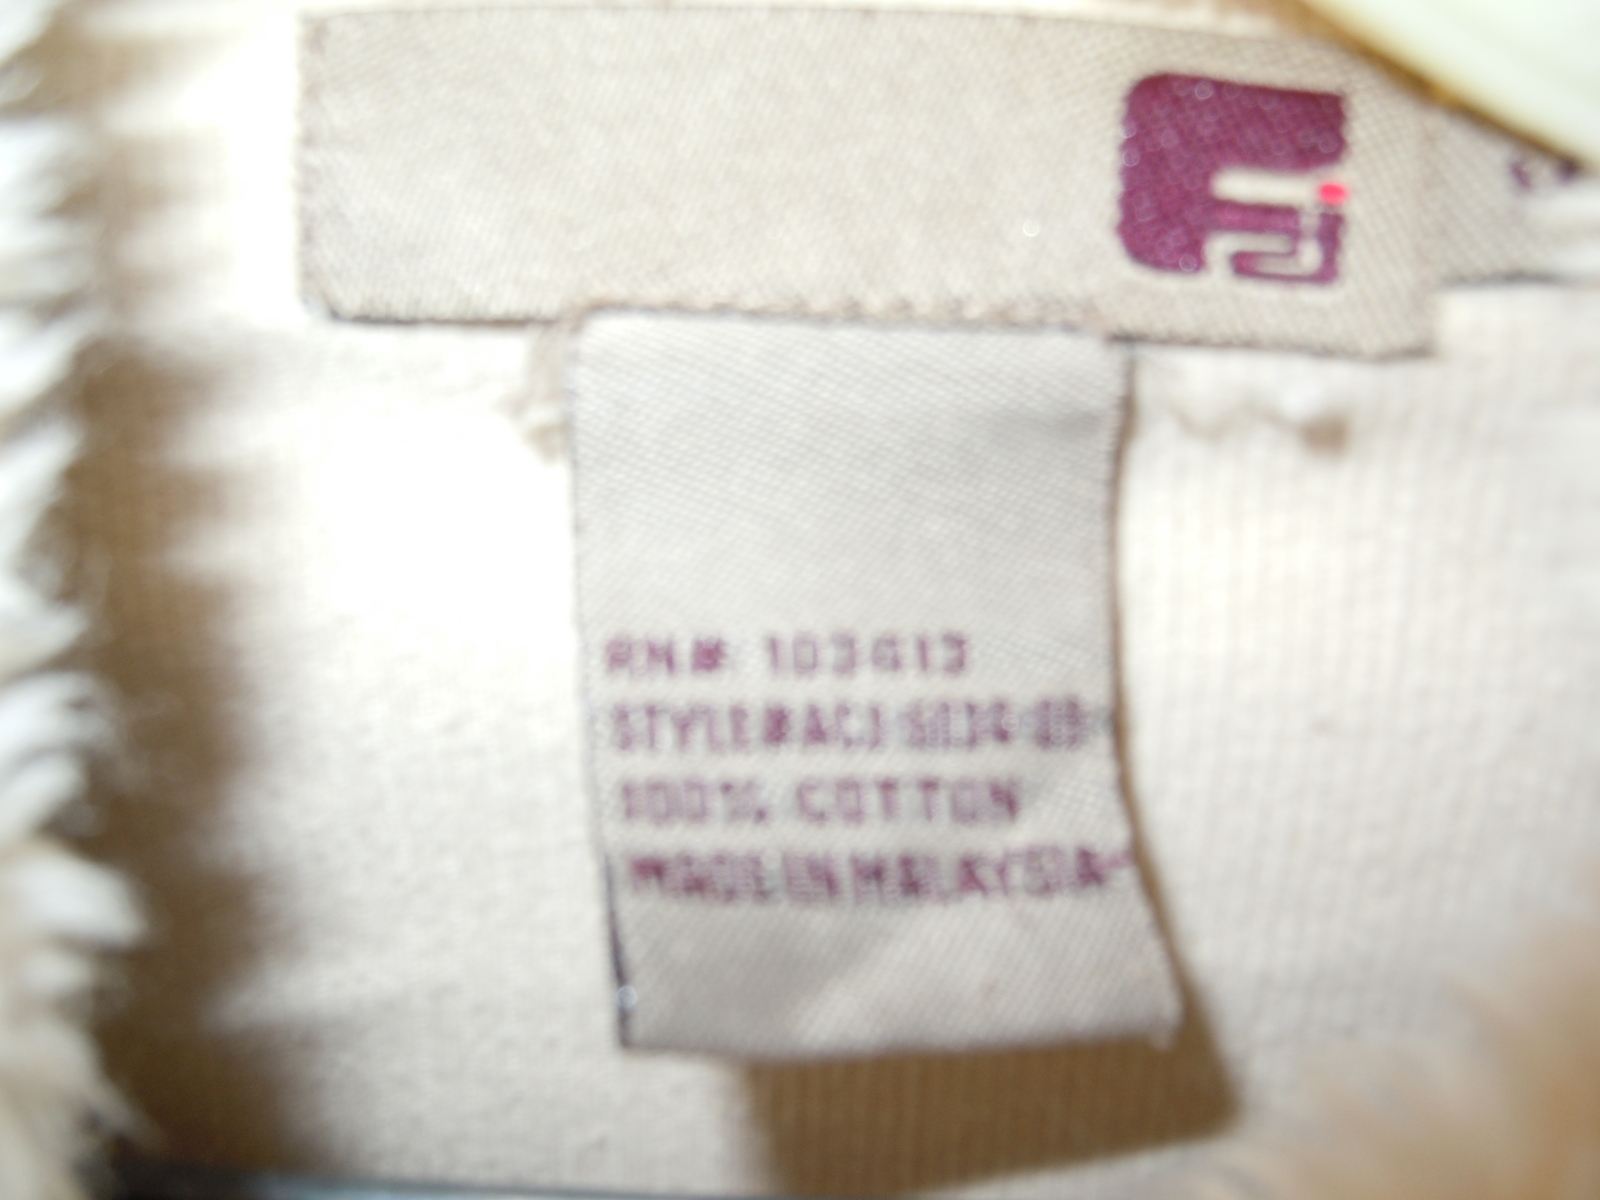 RN# 103613
100% COTTON
MADE IN MALAYSIA